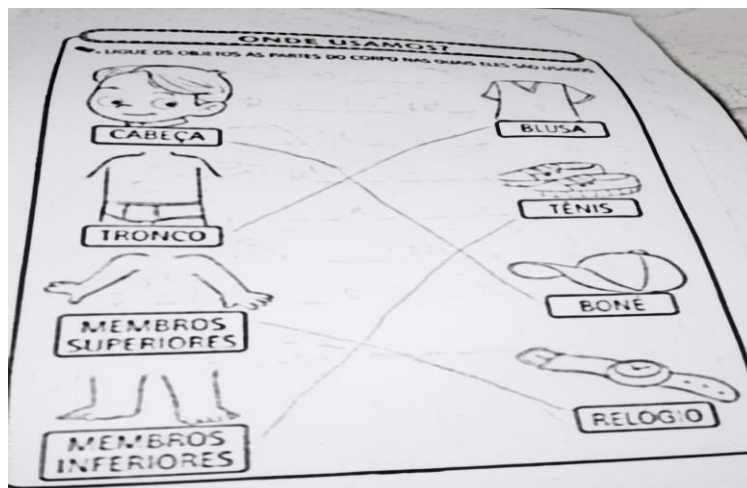 ONDE USAMOS?
LIGUE OS OBJETOS ÀS PARTES DO CORPO NAS QUAIS ELES SÃO USADOS
CABEÇA
BLUSA
TRONCO
TÊNIS
MEMBROS
SUPERIORES
BONÉ
MEMBROS
INFERIORES
RELOGIO